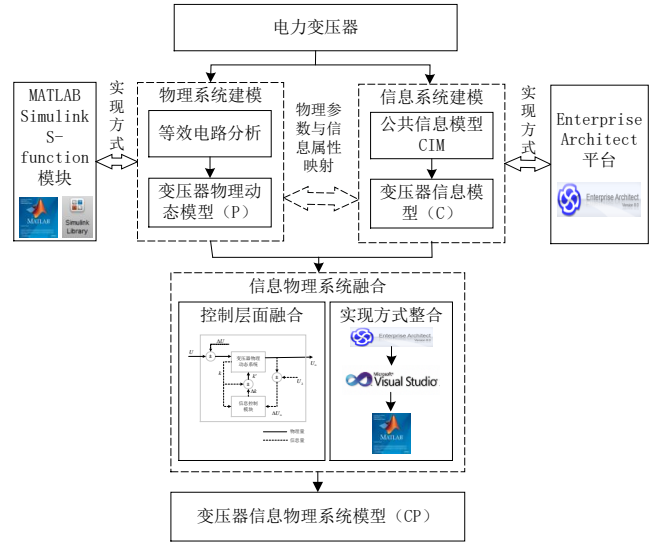 电力变压器
MATLAB
Simulink
S-
function
模块
MATLAB
Simulink
Library
实现方式
物理系统建模
等效电路分析
变压器物理动
态模型（P）
物理参
数与信
息属性
映射
信息系统建模
公共信息模型
CIM
变压器信息模
型（C）
实现方式
Enterprise
Architect
平台
Enterprise Architect
信息物理系统融合
控制层面融合
ΔU
U
变压器物理
动态系统
k
k'
Δk
信息控制
模块
ΔUₙ
物理量
信息量
实现方式整合
Enterprise Architect
Microsoft
Visual Studio
MATLAB
变压器信息物理系统模型（CP）